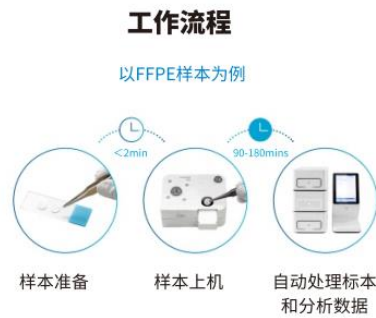 工作流程
以FFPE样本为例
<2min
90-180mins
样本准备
样本上机
自动处理标本
和分析数据